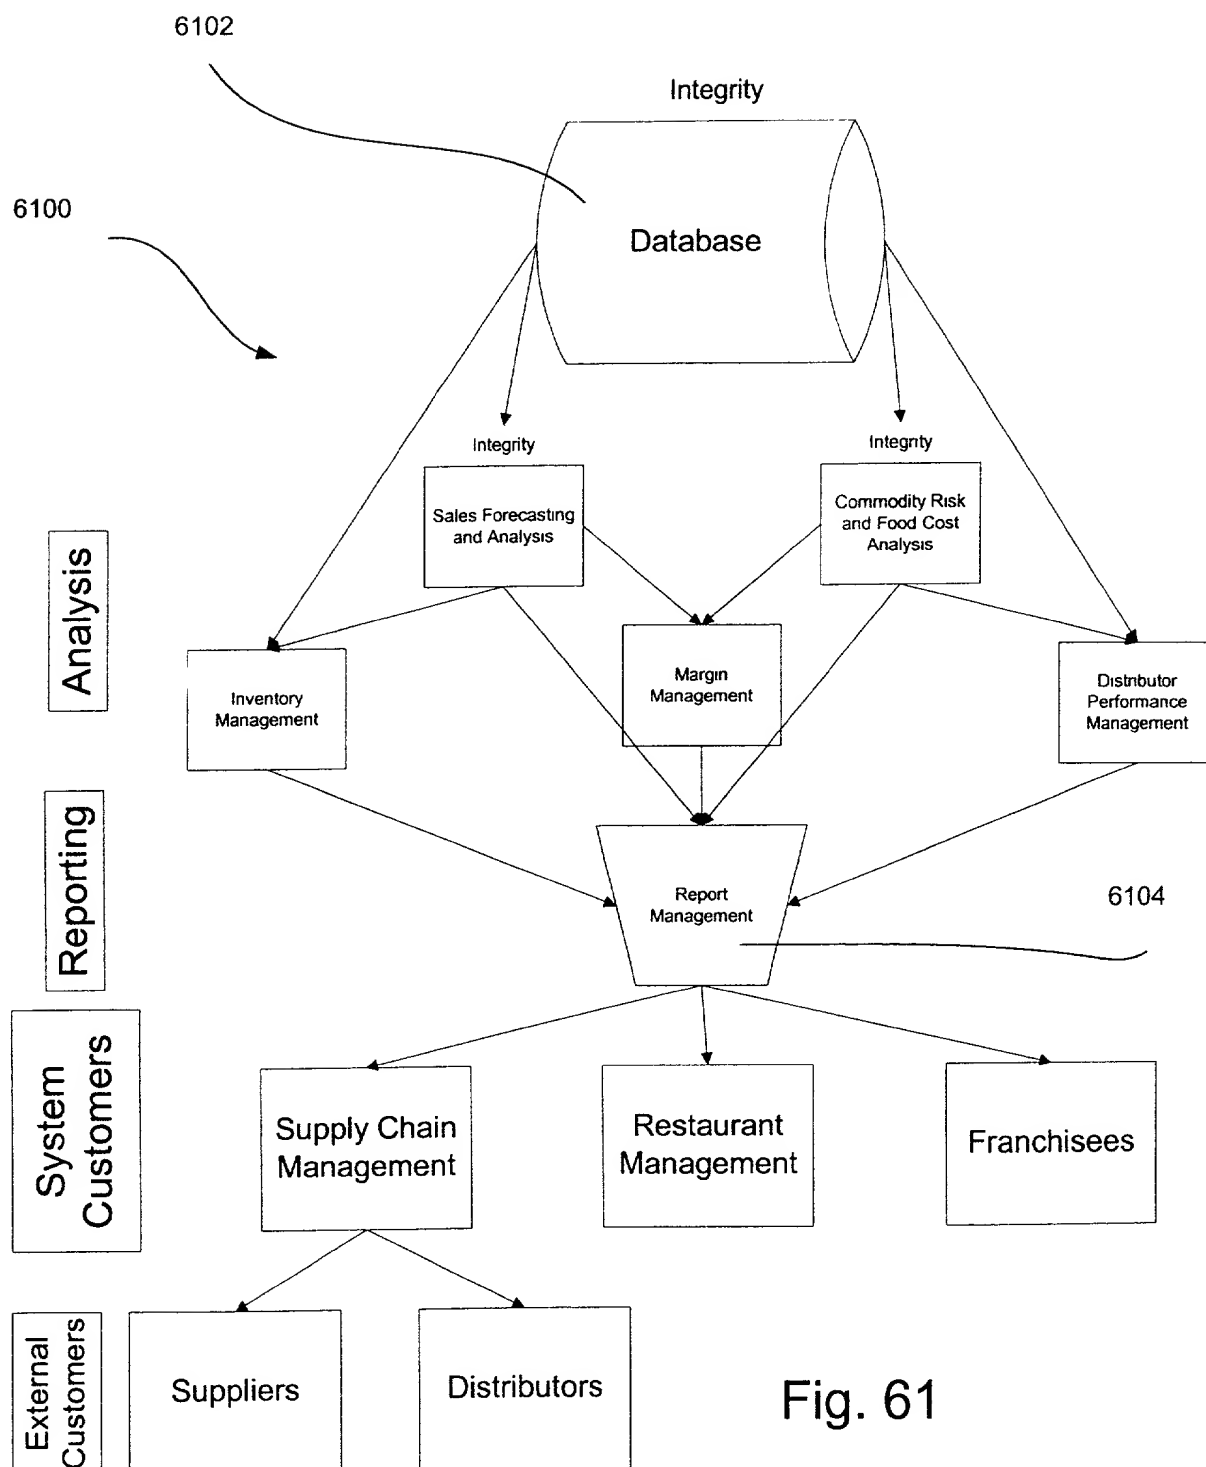 6102
Integrity
6100
Database
Integrity
Integrity
Sales Forecasting
and Analysis
Commodity Risk
and Food Cost
Analysis
Analysis
Inventory
Management
Margin
Management
Distributor
Performance
Management
Reporting
Report
Management
6104
System
Customers
Supply Chain
Management
Restaurant
Management
Franchisees
External
Customers
Suppliers
Distributors
Fig. 61